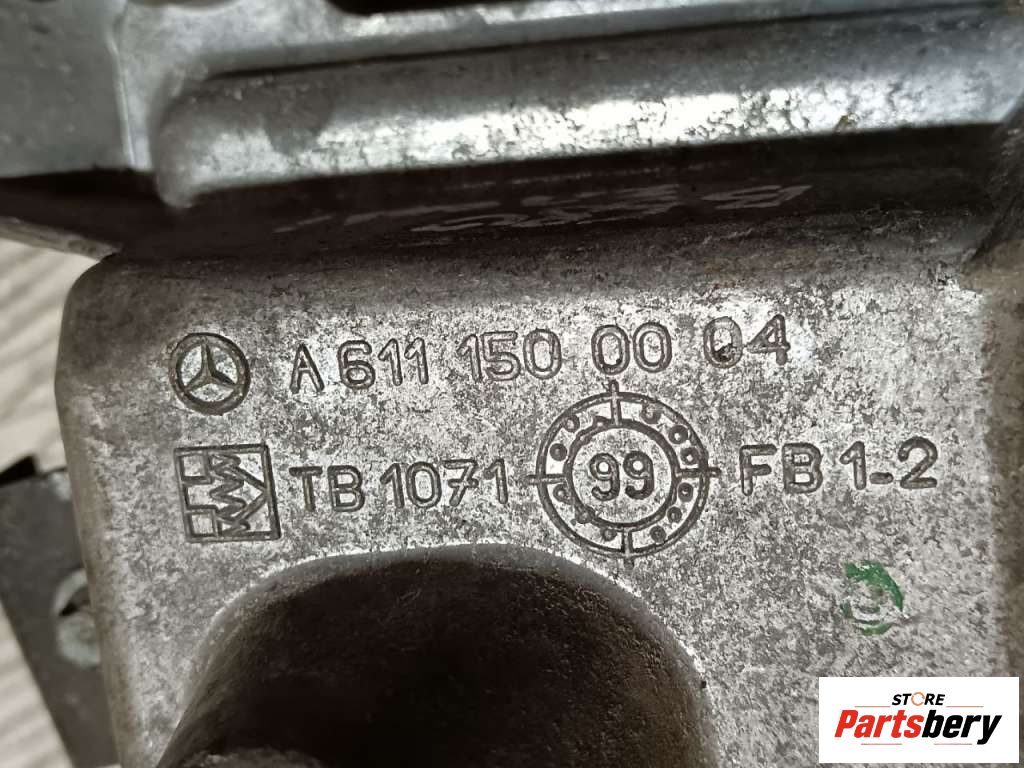 A 611 150 00 04
TB 1071 99 FB 1-2
STORE
Partsbery